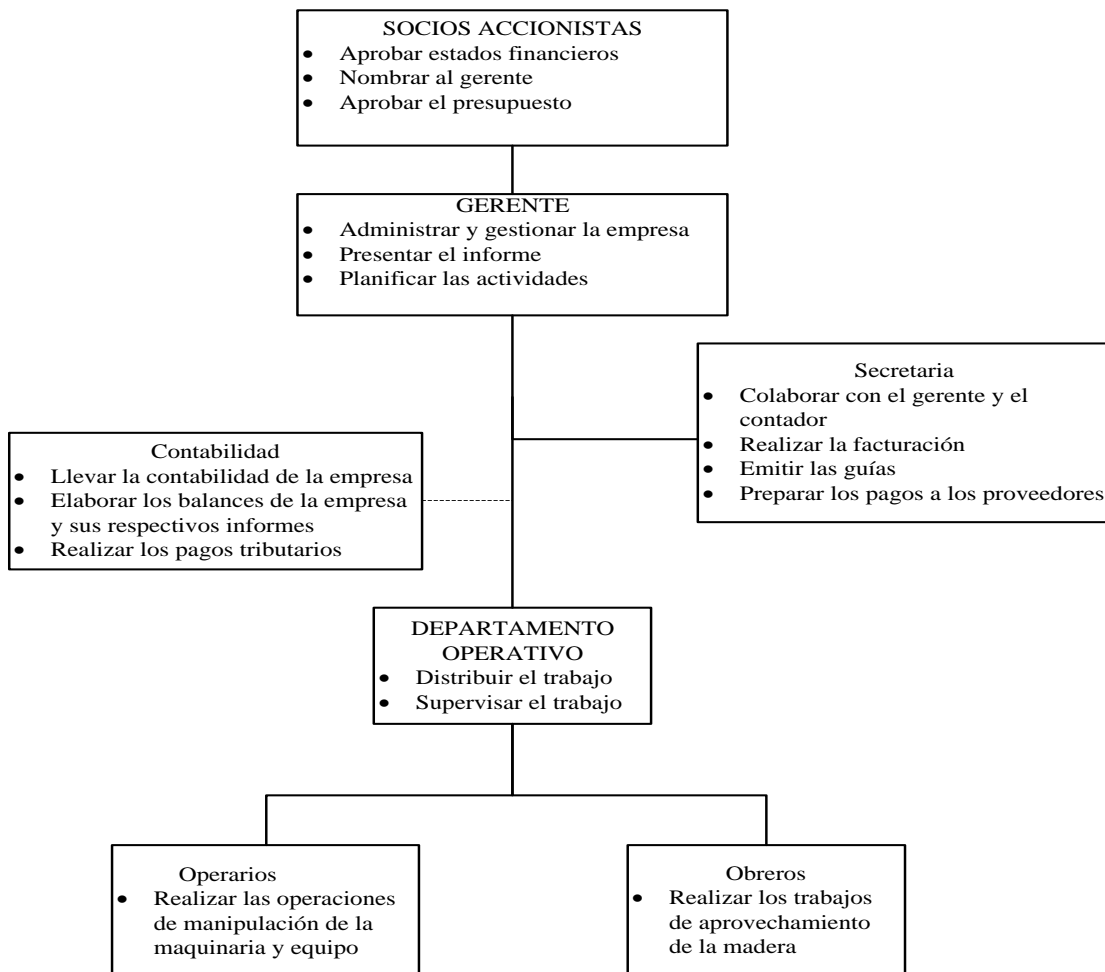 SOCIOS ACCIONISTAS
• Aprobar estados financieros
• Nombrar al gerente
• Aprobar el presupuesto
GERENTE
• Administrar y gestionar la empresa
• Presentar el informe
• Planificar las actividades
Secretaria
• Colaborar con el gerente y el
contador
• Realizar la facturación
• Emitir las guías
• Preparar los pagos a los proveedores
Contabilidad
• Llevar la contabilidad de la empresa
• Elaborar los balances de la empresa
y sus respectivos informes
• Realizar los pagos tributarios
DEPARTAMENTO
OPERATIVO
• Distribuir el trabajo
• Supervisar el trabajo
Operarios
• Realizar las operaciones
de manipulación de la
maquinaria y equipo
Obreros
• Realizar los trabajos
de aprovechamiento
de la madera